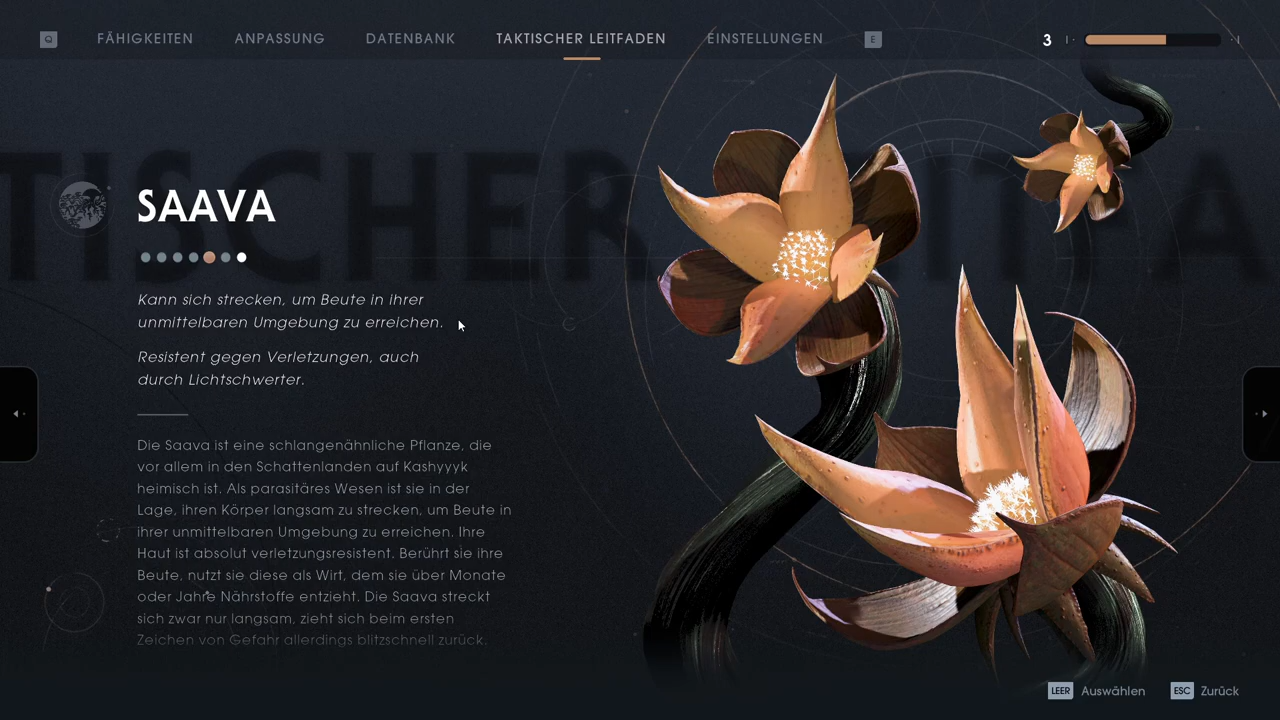 Q FÄHIGKEITEN ANPASSUNG DATENBANK TAKTISCHER LEITFADEN EINSTELLUNGEN E 3
TISCHER LEITFA
SAAVA
Kann sich strecken, um Beute in ihrer
unmittelbaren Umgebung zu erreichen.
Resistent gegen Verletzungen, auch
durch Lichtschwerter.
Die Saava ist eine schlangenähnliche Pflanze, die
vor allem in den Schattenlanden auf Kashyyyk
heimisch ist. Als parasitäres Wesen ist sie in der
Lage, ihren Körper langsam zu strecken, um Beute in
ihrer unmittelbaren Umgebung zu erreichen. Ihre
Haut ist absolut verletzungsresistent. Berührt sie ihre
Beute, nutzt sie diese als Wirt, dem sie über Monate
oder Jahre Nährstoffe entzieht. Die Saava streckt
sich zwar nur langsam, zieht sich beim ersten
Zeichen von Gefahr allerdings blitzschnell zurück.
LEER Auswählen ESC Zurück